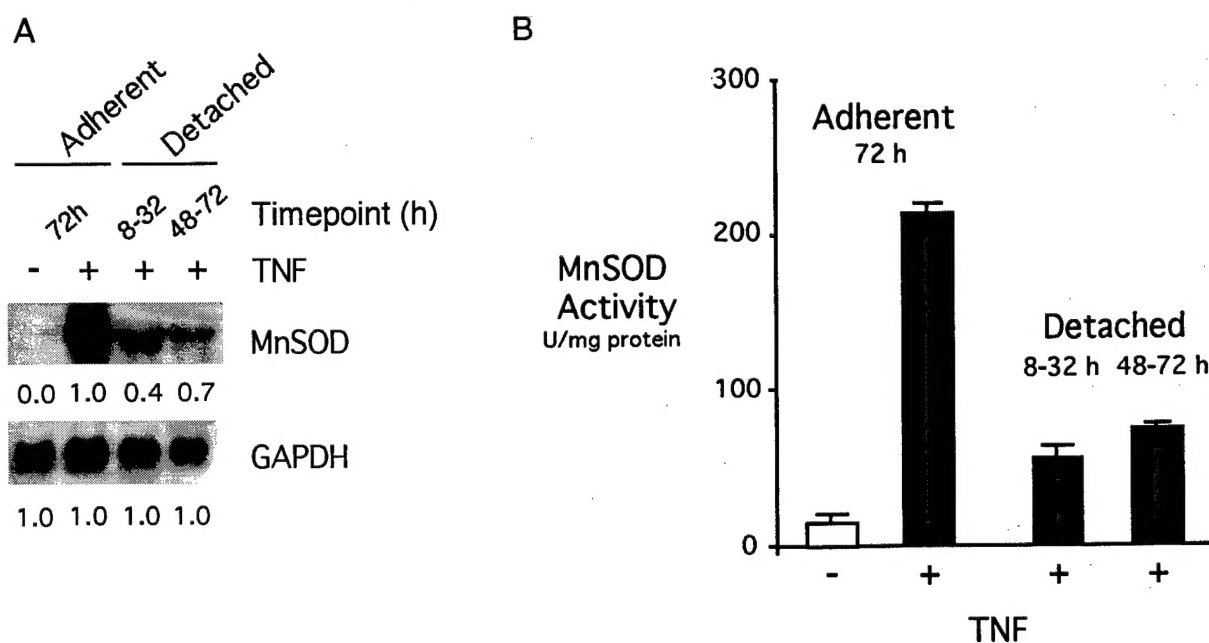 A
Adherent
Detached
72h
8-32
48-72
Timepoint (h)
- + + +
TNF
MnSOD
0.0 1.0 0.4 0.7
GAPDH
1.0 1.0 1.0 1.0
B
300
200
100
0
MnSOD
Activity
U/mg protein
Adherent
72 h
Detached
8-32 h 48-72 h
- + + +
TNF